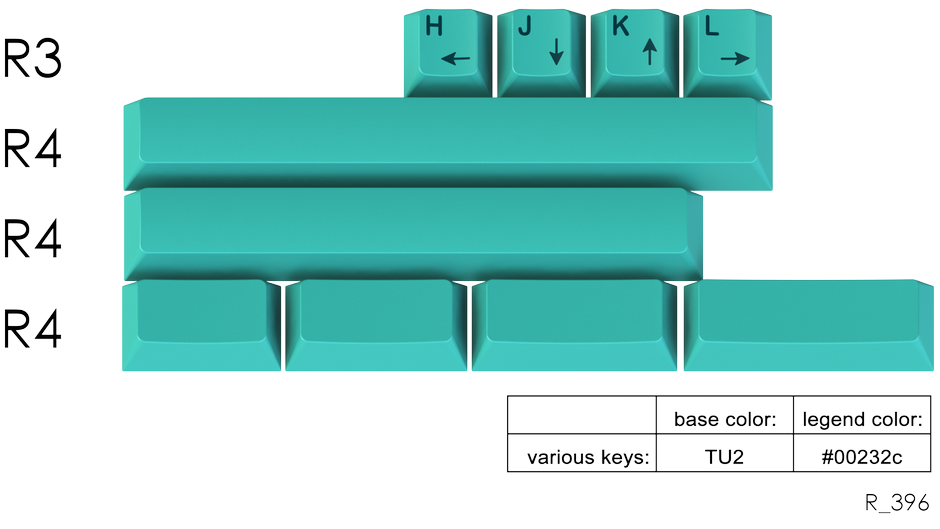 R3
H J K L
← ↓ ↑ →
R4
R4
R4
base color: legend color:
various keys: TU2 #00232c
R_396